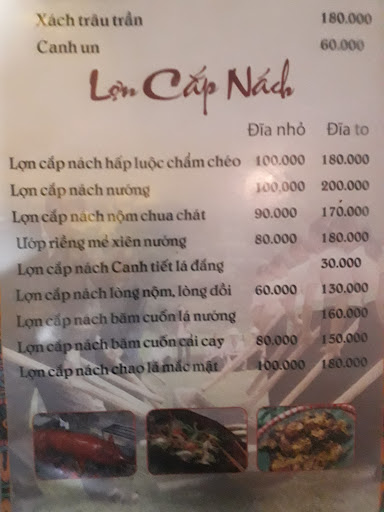 Xách trâu trần 180.000
Canh un 60.000
Lợn Cắp Nách
Đĩa nhỏ Đĩa to
Lợn cắp nách hấp luộc chấm chéo 100.000 180.000
Lợn cắp nách nướng 100,000 200.000
Lợn cắp nách nộm chua chát 90.000 170.000
Ướp riềng mẻ xiên nướng 80.000 180.000
Lợn cắp nách Canh tiết lá đắng 30.000
Lợn cắp nách lòng nộm, lòng dồi 60.000 130.000
Lợn cắp nách băm cuốn lá nướng 160.000
Lợn cắp nách băm cuốn cải cay 80.000 150.000
Lợn cắp nách chao lá mắc mật 100.000 180.000